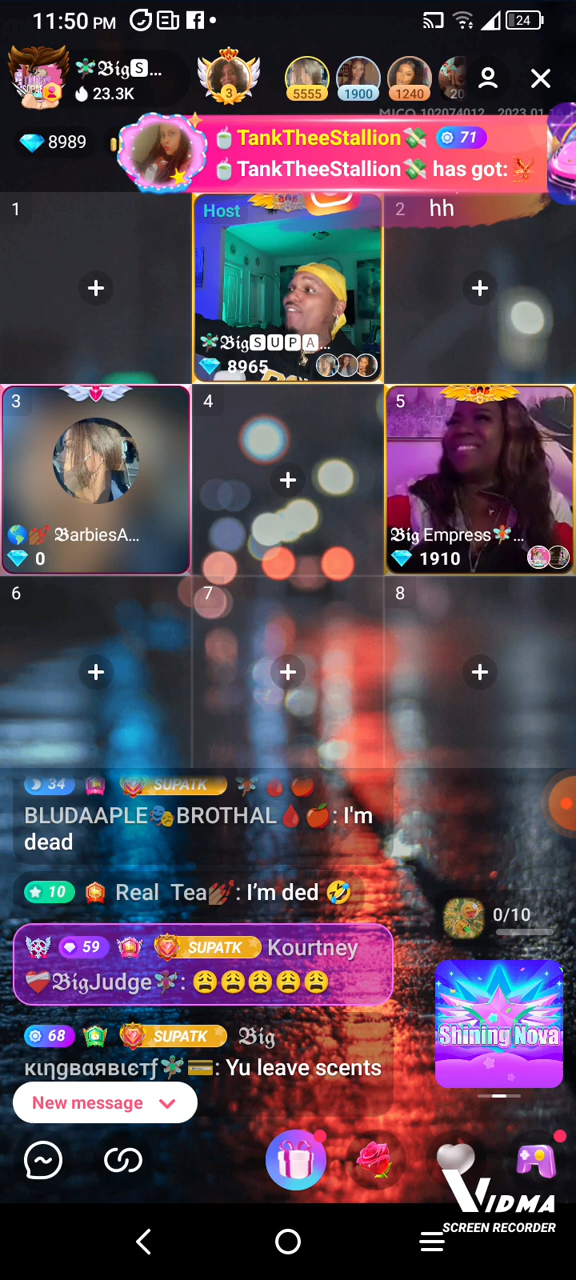 11:50 PM
24
🧚𝕭𝖎𝖌🆂...
23.3K
3
5555
1900
1240
20
8989
🍵TankTheeStallion💸 71
🍵TankTheeStallion💸 has got:
1
Host
2
hh
🧚𝕭𝖎𝖌🆂🆄🅿🅰...
8965
3
4
5
🌎💅🏾 𝕭arbiesA...
0
𝕭𝖎𝖌 Empress🧚...
1910
6
7
8
34 SUPATK
BLUDAAPLE🎭BROTHAL🩸🍎: I'm
dead
10 Real Tea💅🏾: I'm ded 🤣
59 SUPATK Kourtney
❤️‍🩹𝕭𝖎𝖌Judge🧚: 😩😩😩😩😩
68 SUPATK 𝕭𝖎𝖌
кιηgвαявιєтƒ🧚💳: Yu leave scents
0/10
Shining Nova
New message
VIDMA
SCREEN RECORDER